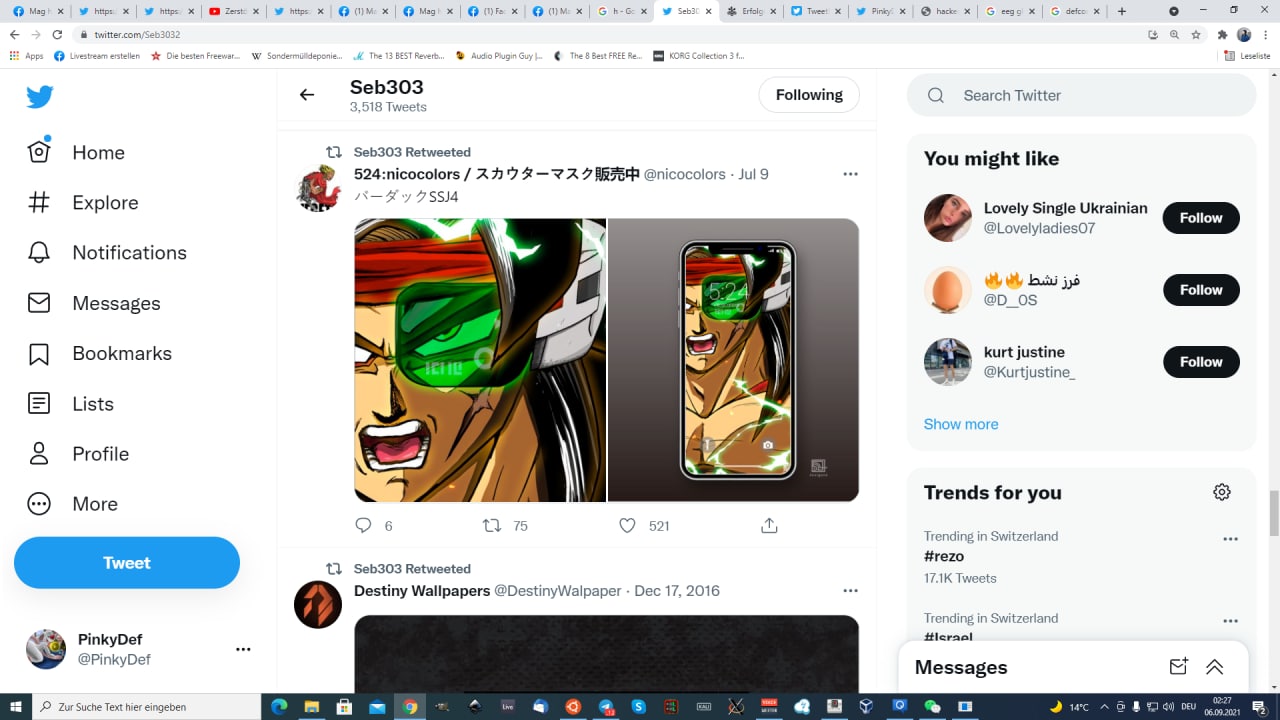 Mag h
https:/
Zerstö
https:/
(1) Ma
Mag h
(1) Fac
(1) Ma
h - Go
Seb30
Erfolg
Tweet
Pinky
hacke
eeg g
defco
twitter.com/Seb3032
Apps
Livestream erstellen
Die besten Freewar...
Sondermülldeponie...
The 13 BEST Reverb...
Audio Plugin Guy |...
The 8 Best FREE Re...
KORG Collection 3 f...
Leseliste
Seb303
3,518 Tweets
Following
Search Twitter
Home
Explore
Notifications
Messages
Bookmarks
Lists
Profile
More
Tweet
PinkyDef
@PinkyDef
Seb303 Retweeted
524:nicocolors / スカウターマスク販売中 @nicocolors · Jul 9
バーダックSSJ4
5:24
6
75
521
Seb303 Retweeted
Destiny Wallpapers @DestinyWalpaper · Dec 17, 2016
You might like
Lovely Single Ukrainian
@Lovelyladies07
Follow
فرز نشط 🔥🔥
@D__0S
Follow
kurt justine
@Kurtjustine_
Follow
Show more
Trends for you
Trending in Switzerland
#rezo
17.1K Tweets
Trending in Switzerland
#Israel
Messages
Zur Suche Text hier eingeben
Live
KALI
14°C
DEU
02:27
06.09.2021
2